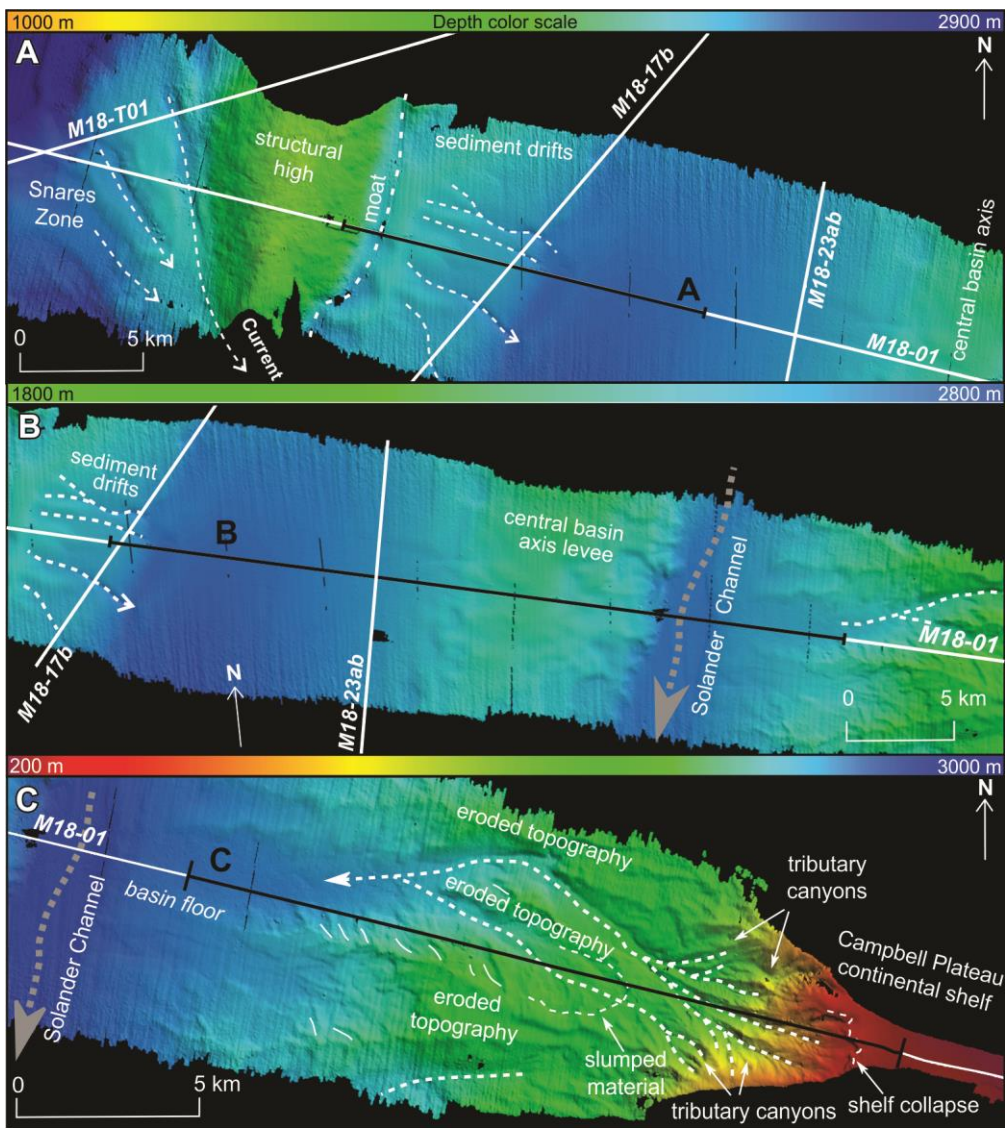 1000 m Depth color scale 2900 m
A
N
M18-T01
M18-17b
structural
high
sediment drifts
moat
Snares
Zone
A
M18-23ab
central basin axis
0 5 km
Current
M18-01
1800 m 2800 m
B
sediment
drifts
B
central basin
axis levee
Solander Channel
M18-01
M18-17b
N
M18-23ab
0 5 km
200 m 3000 m
C
N
M18-01
C
eroded topography
tributary
canyons
basin floor
eroded
topography
Campbell Plateau
continental shelf
Solander Channel
eroded
topography
slumped
material
0 5 km
tributary canyons
shelf collapse